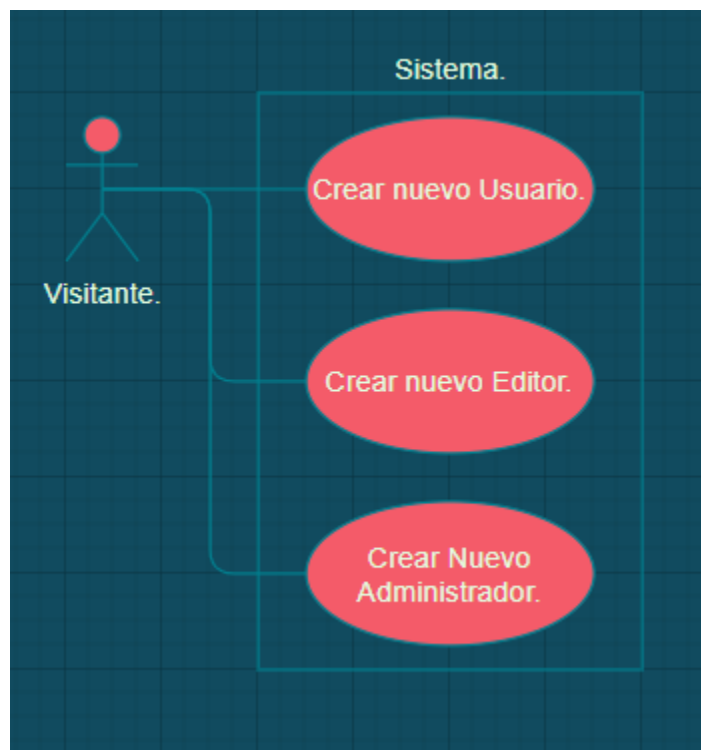 Sistema.
Crear nuevo Usuario.
Visitante.
Crear nuevo Editor.
Crear Nuevo
Administrador.